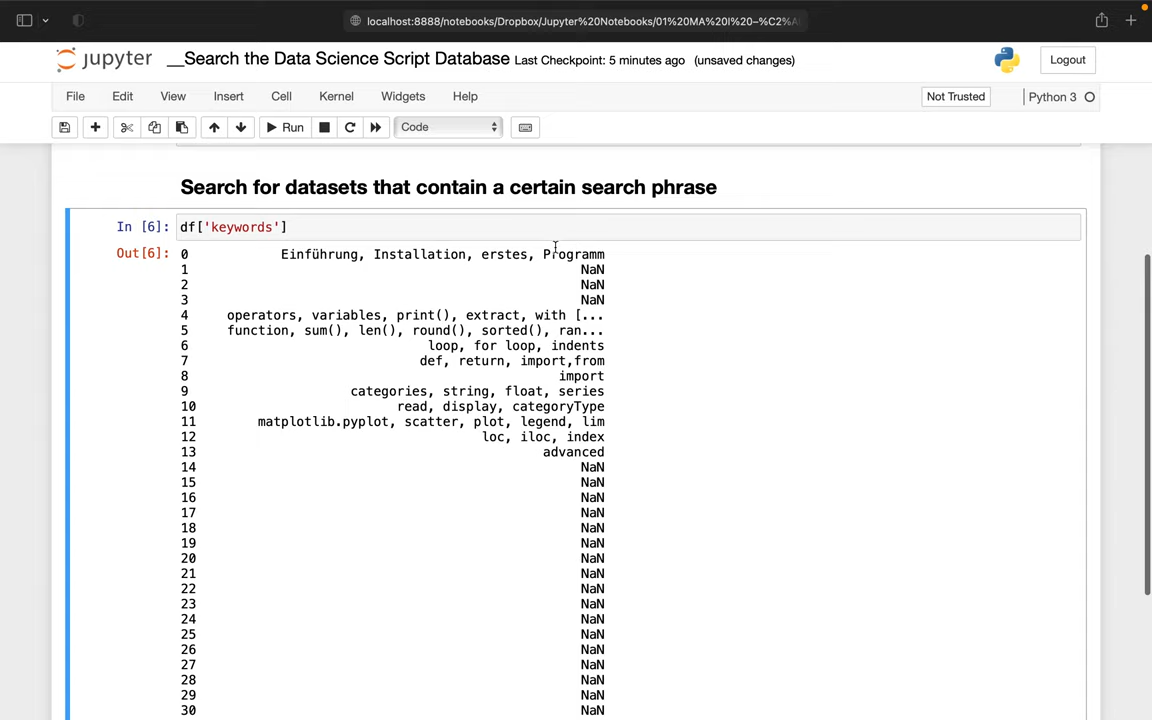 localhost:8888/notebooks/Dropbox/Jupyter%20Notebooks/01%20MA%20I%20–%C2%A
jupyter __Search the Data Science Script Database Last Checkpoint: 5 minutes ago (unsaved changes) Logout
File Edit View Insert Cell Kernel Widgets Help Not Trusted Python 3
Run Code
Search for datasets that contain a certain search phrase
In [6]: df['keywords']
Out[6]: 0 Einführung, Installation, erstes, Programm
1 NaN
2 NaN
3 NaN
4 operators, variables, print(), extract, with [...
5 function, sum(), len(), round(), sorted(), ran...
6 loop, for loop, indents
7 def, return, import,from
8 import
9 categories, string, float, series
10 read, display, categoryType
11 matplotlib.pyplot, scatter, plot, legend, lim
12 loc, iloc, index
13 advanced
14 NaN
15 NaN
16 NaN
17 NaN
18 NaN
19 NaN
20 NaN
21 NaN
22 NaN
23 NaN
24 NaN
25 NaN
26 NaN
27 NaN
28 NaN
29 NaN
30 NaN